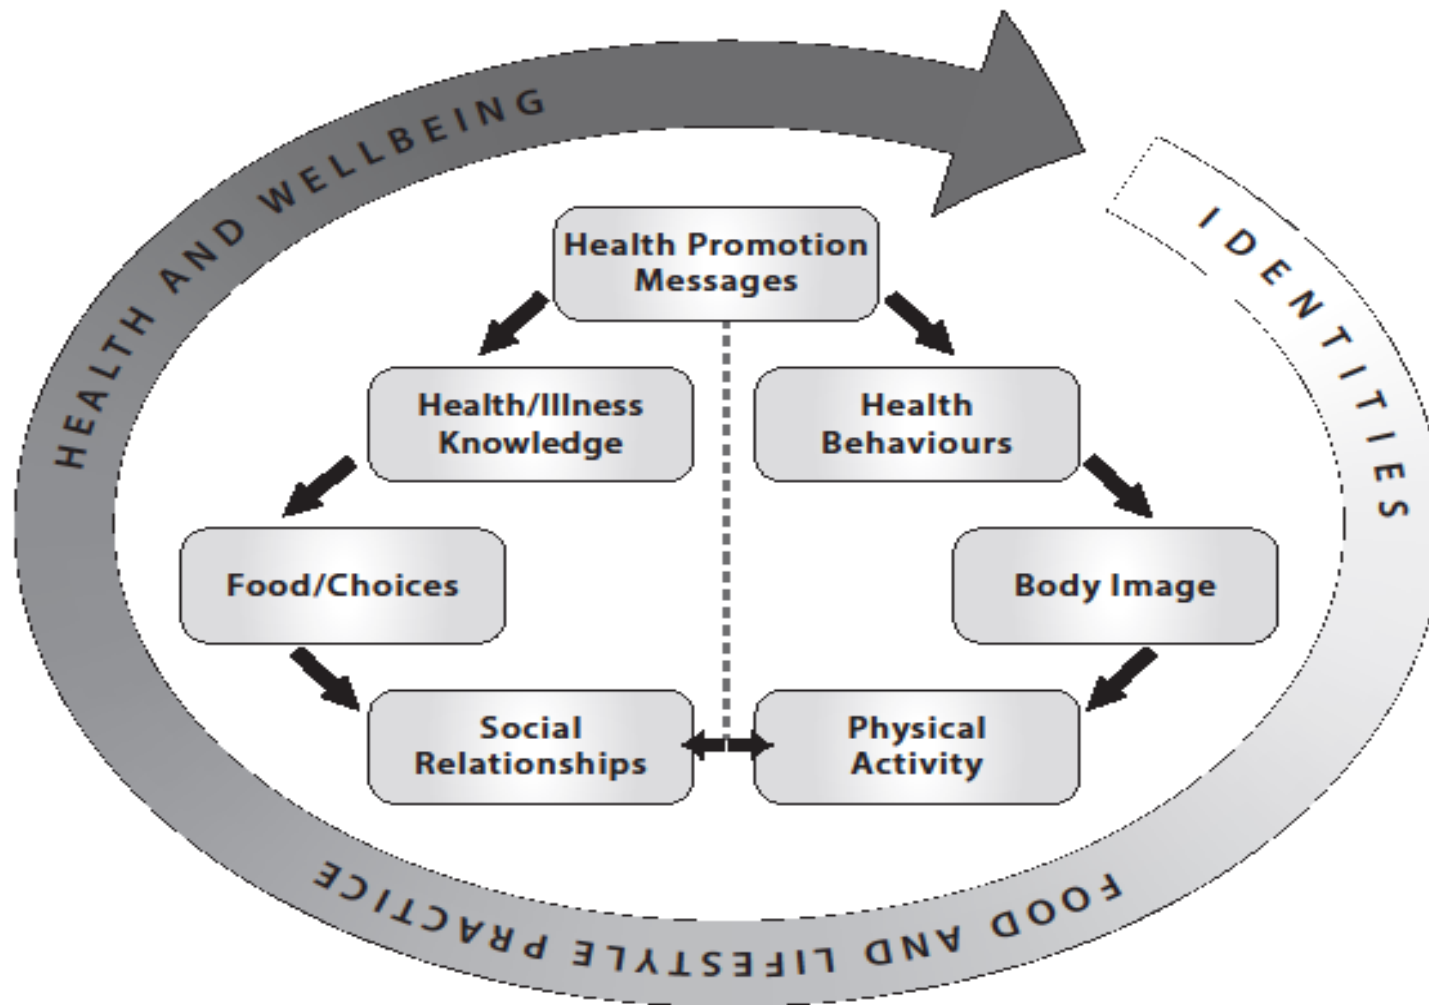 HEALTH AND WELLBEING
IDENTITIES
FOOD AND LIFESTYLE PRACTICE
Health Promotion
Messages
Health/Illness
Knowledge
Health
Behaviours
Food/Choices
Body Image
Social
Relationships
Physical
Activity